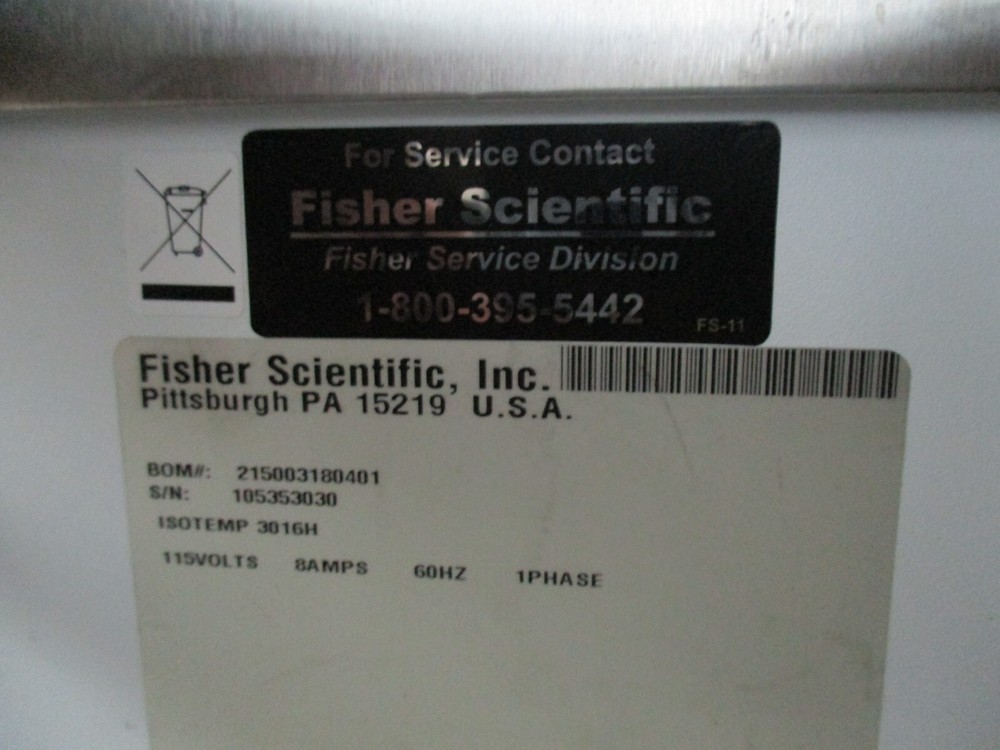 For Service Contact
Fisher Scientific
Fisher Service Division
1-800-395-5442
FS-11
Fisher Scientific, Inc.
Pittsburgh PA 15219 U.S.A.
BOM#: 215003180401
S/N: 105353030
ISOTEMP 3016H
115VOLTS 8AMPS 60HZ 1PHASE